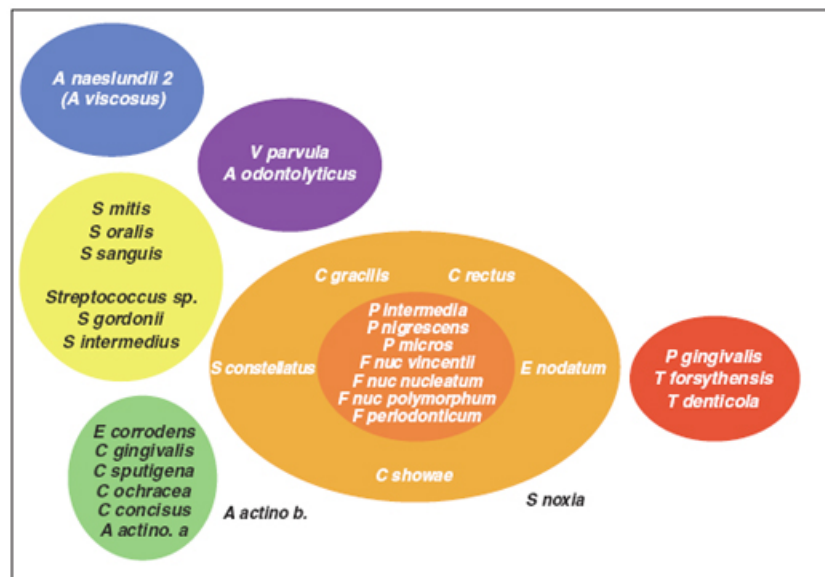 A naeslundii 2
(A viscosus)
V parvula
A odontolyticus
S mitis
S oralis
S sanguis
Streptococcus sp.
S gordonii
S intermedius
C gracilis
C rectus
P intermedia
P nigrescens
P micros
F nuc vincentii
F nuc nucleatum
F nuc polymorphum
F periodonticum
S constellatus
E nodatum
C showae
P gingivalis
T forsythensis
T denticola
E corrodens
C gingivalis
C sputigena
C ochracea
C concisus
A actino. a
A actino b.
S noxia